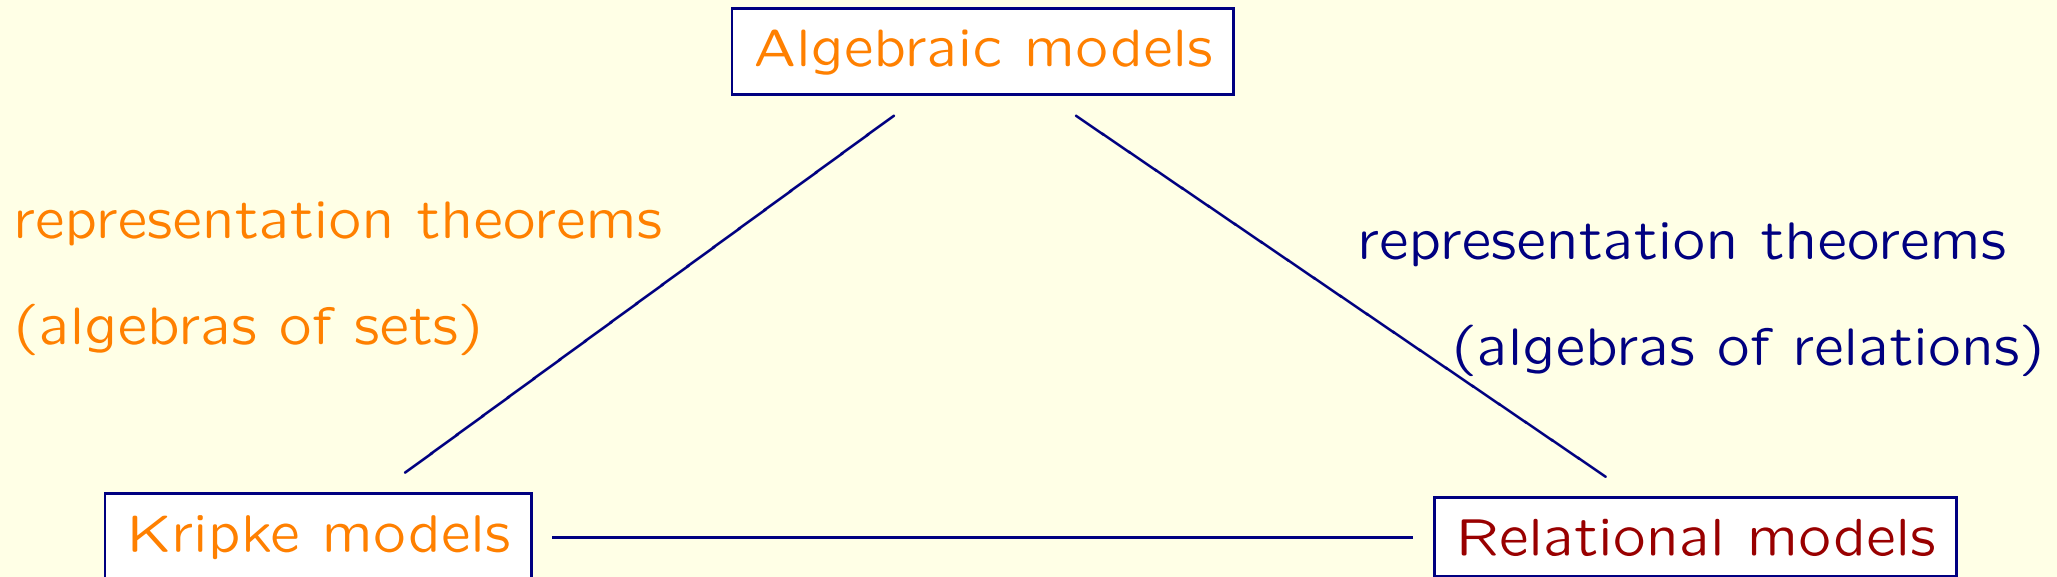 Algebraic models
representation theorems
(algebras of sets)
representation theorems
(algebras of relations)
Kripke models
Relational models